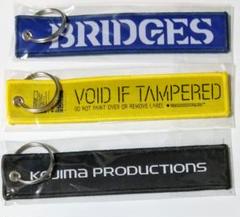 BRIDGES
VOID IF TAMPERED
DO NOT PAINT OVER OR REMOVE LABEL
KOJIMA PRODUCTIONS